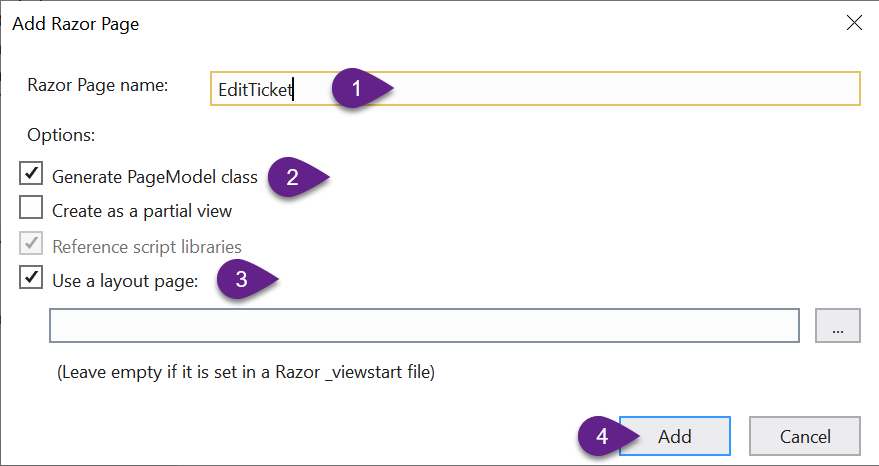 Add Razor Page
Razor Page name: EditTicket 1
Options:
Generate PageModel class 2
Create as a partial view
Reference script libraries
Use a layout page: 3
...
(Leave empty if it is set in a Razor _viewstart file)
4 Add Cancel